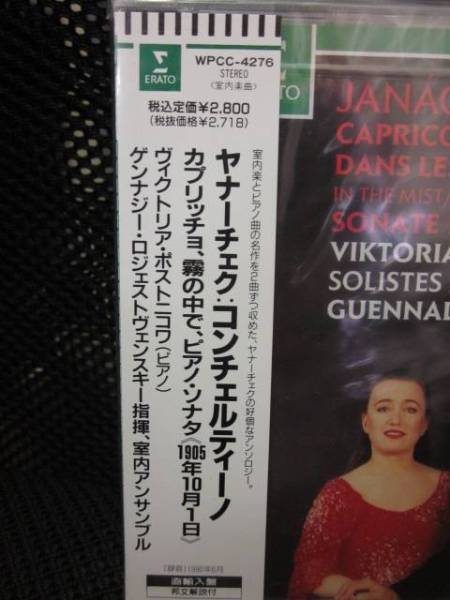 ERATO
WPCC-4276
STEREO
〈室内楽曲〉
税込定価¥2,800
(税抜価格¥2,718)
室内楽とピアノ曲の名作を2曲ずつ収めた、ヤナーチェクの好個なアンソロジー。
ヤナーチェク:コンチェルティーノ
カプリッチョ、霧の中で、ピアノ・ソナタ《1905年10月1日》
ヴィクトリア・ポストニコワ(ピアノ)
ゲンナジー・ロジェストヴェンスキー指揮、室内アンサンブル
直輸入盤
邦文解説付
RATO
JANÁČ
CAPRICC
DANS LE
IN THE MIST
SONATE
VIKTORIA
SOLISTES
GUENNAD